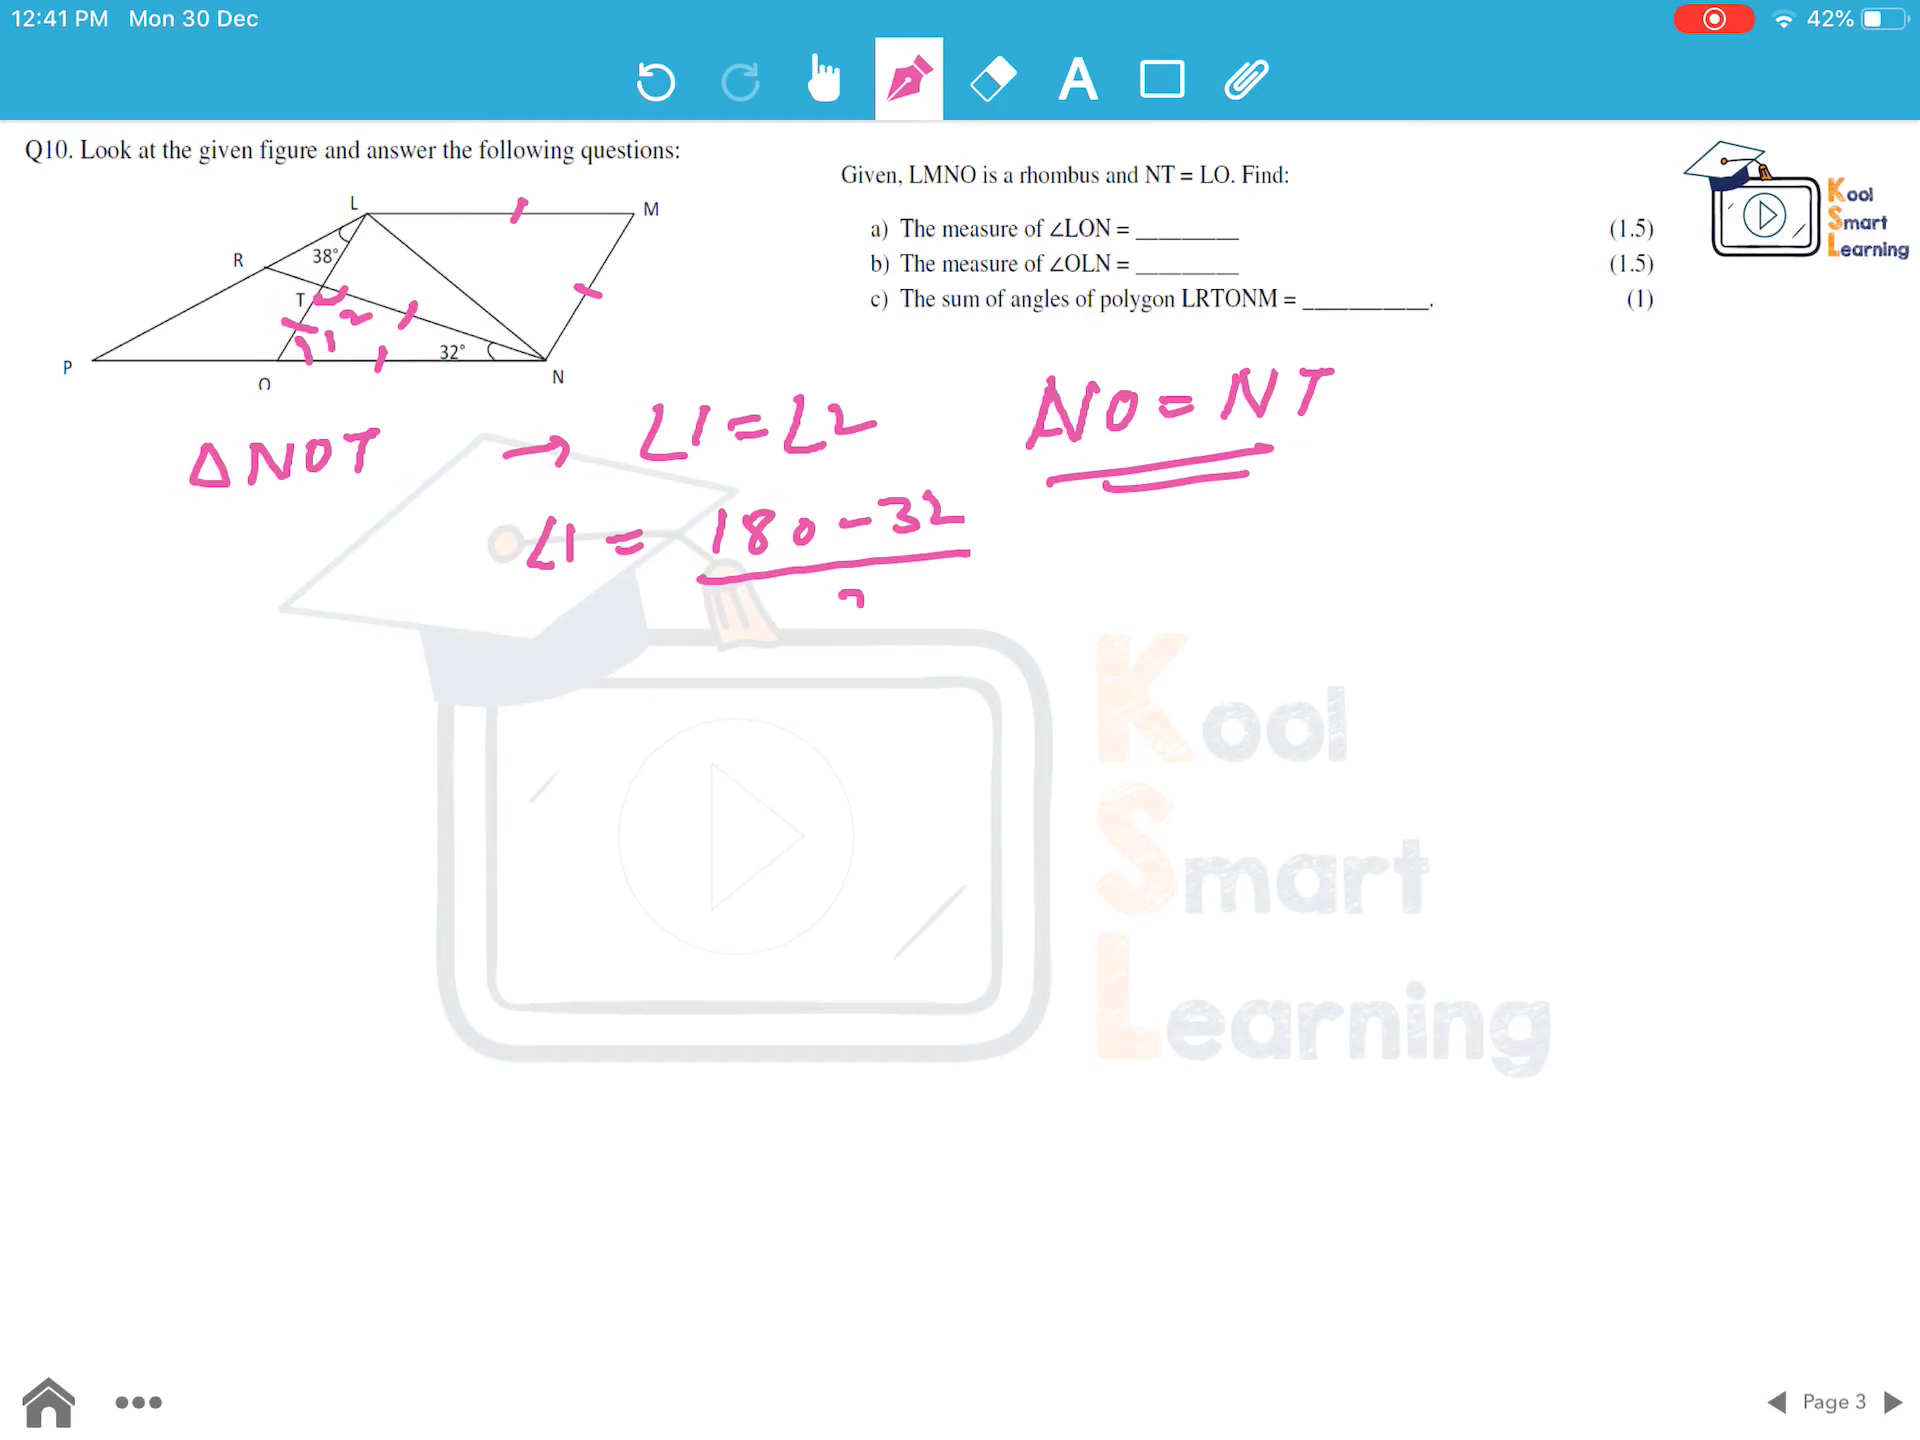 12:41 PM Mon 30 Dec
42%
Q10. Look at the given figure and answer the following questions:
Given, LMNO is a rhombus and NT = LO. Find:
a) The measure of ∠LON = ________ (1.5)
b) The measure of ∠OLN = ________ (1.5)
c) The sum of angles of polygon LRTONM = __________. (1)
Kool
Smart
Learning
L
M
R
38°
T
2
1
32°
P
O
N
∠1 = ∠2
NO = NT
Δ NOT →
∠1 = 180 - 32
2
Kool
Smart
Learning
Page 3